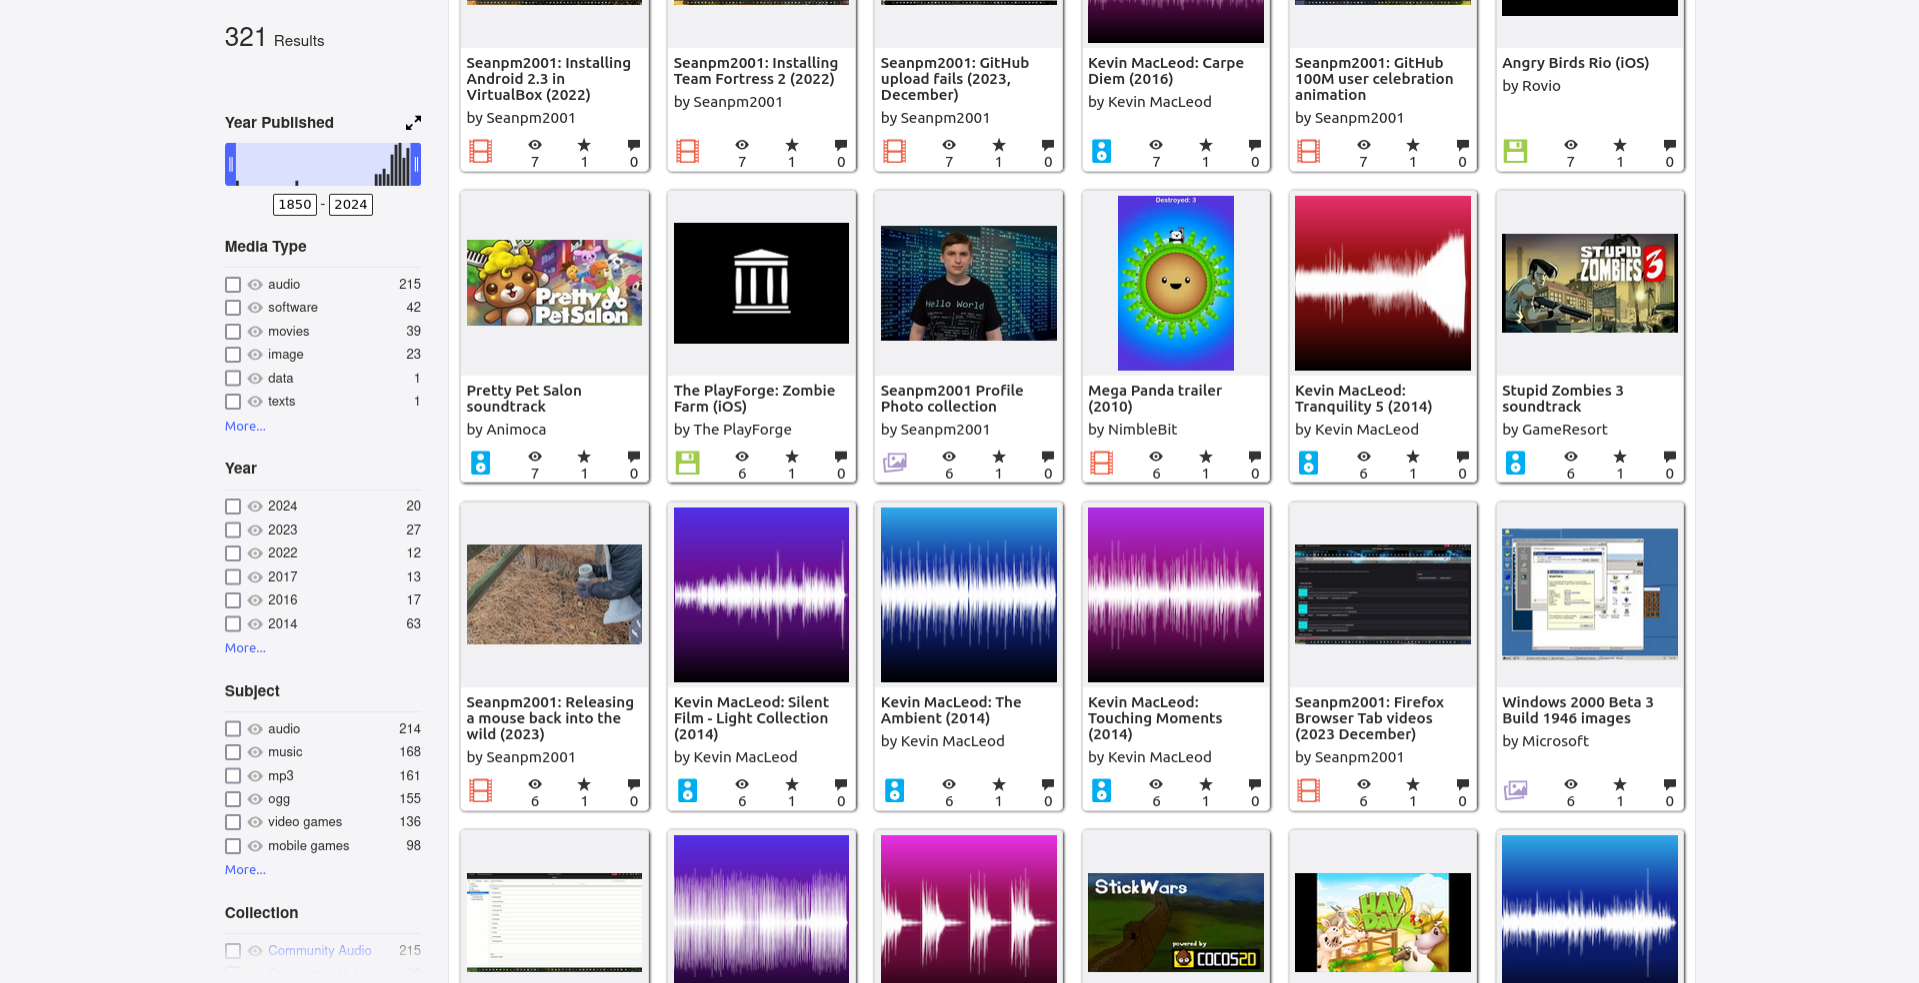 321 Results
Year Published
1850 - 2024
Media Type
audio 215
software 42
movies 39
image 23
data 1
texts 1
More...
Year
2024 20
2023 27
2022 12
2017 13
2016 17
2014 63
More...
Subject
audio 214
music 168
mp3 161
ogg 155
video games 136
mobile games 98
More...
Collection
Community Audio 215
Seanpm2001: Installing
Android 2.3 in
VirtualBox (2022)
by Seanpm2001
7 1 0
Seanpm2001: Installing
Team Fortress 2 (2022)
by Seanpm2001
7 1 0
Seanpm2001: GitHub
upload fails (2023,
December)
by Seanpm2001
7 1 0
Kevin MacLeod: Carpe
Diem (2016)
by Kevin MacLeod
7 1 0
Seanpm2001: GitHub
100M user celebration
animation
by Seanpm2001
7 1 0
Angry Birds Rio (iOS)
by Rovio
7 1 0
Pretty
Pet Salon
Pretty Pet Salon
soundtrack
by Animoca
7 1 0
The PlayForge: Zombie
Farm (iOS)
by The PlayForge
6 1 0
Hello World
Seanpm2001 Profile
Photo collection
by Seanpm2001
6 1 0
Destroyed: 3
Mega Panda trailer
(2010)
by NimbleBit
6 1 0
Kevin MacLeod:
Tranquility 5 (2014)
by Kevin MacLeod
6 1 0
STUPID
ZOMBIES 3
Stupid Zombies 3
soundtrack
by GameResort
6 1 0
Seanpm2001: Releasing
a mouse back into the
wild (2023)
by Seanpm2001
6 1 0
Kevin MacLeod: Silent
Film - Light Collection
(2014)
by Kevin MacLeod
6 1 0
Kevin MacLeod: The
Ambient (2014)
by Kevin MacLeod
6 1 0
Kevin MacLeod:
Touching Moments
(2014)
by Kevin MacLeod
6 1 0
Seanpm2001: Firefox
Browser Tab videos
(2023 December)
by Seanpm2001
6 1 0
Windows 2000 Beta 3
Build 1946 images
by Microsoft
6 1 0
StickWars
powered by
COCOS2D
HAY
DAY